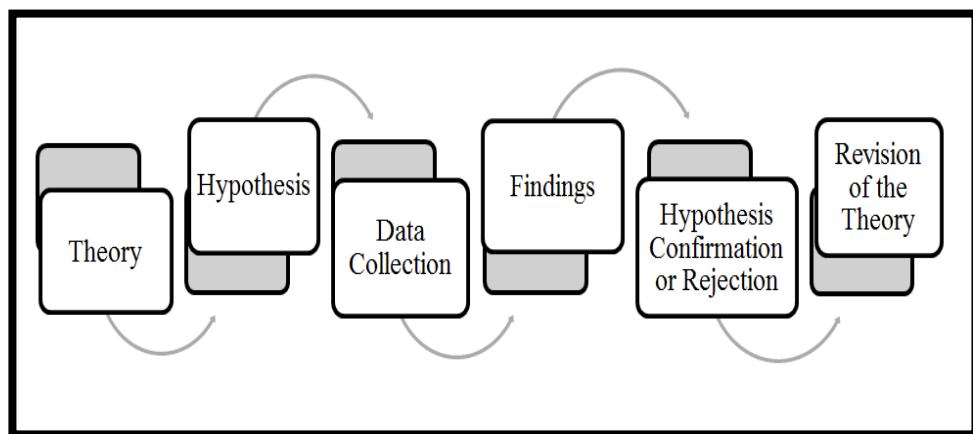 Theory
Hypothesis
Data
Collection
Findings
Hypothesis
Confirmation
or Rejection
Revision
of the
Theory